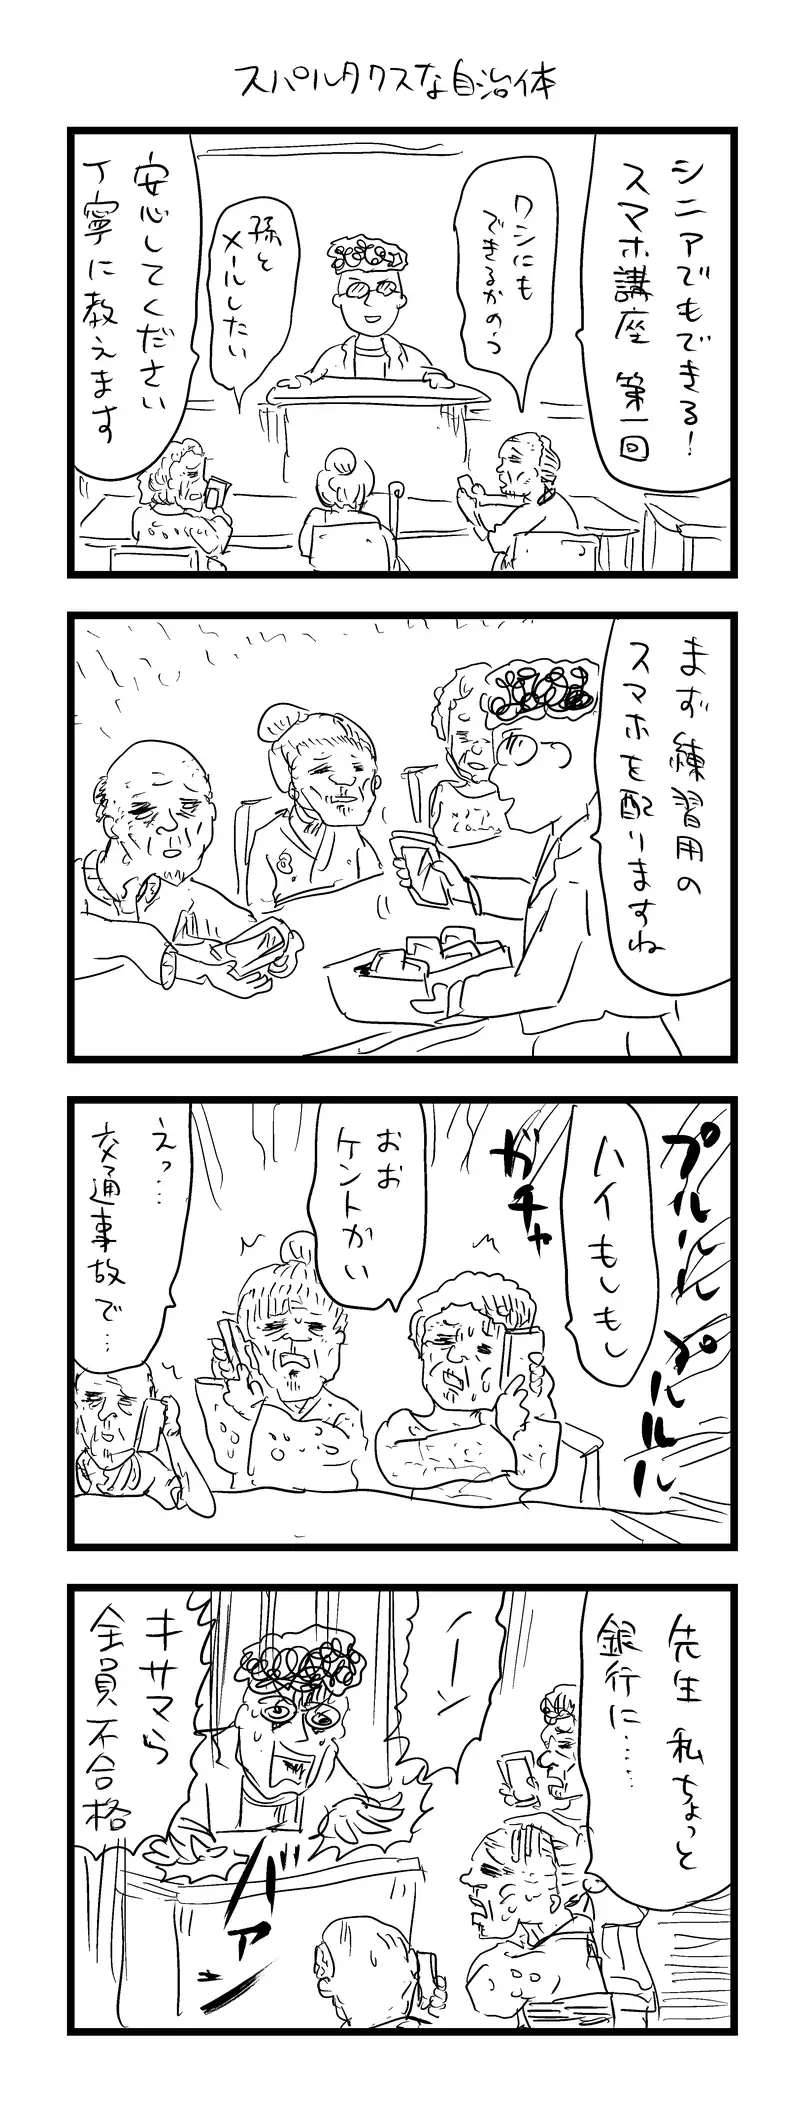 スパルタクスな自治体
シニアでもできる!
スマホ講座 第一回
ワシにも
できるかのう
孫と
メールしたい
安心してください
丁寧に教えます
まず練習用の
スマホを配りますね
プルルル
プルルル
ハイもしもし
ガチャ
おお
ケントかい
えっ…
交通事故で…
先生 私ちょっと
銀行に……
イーン
キサマら
全員不合格
バァン